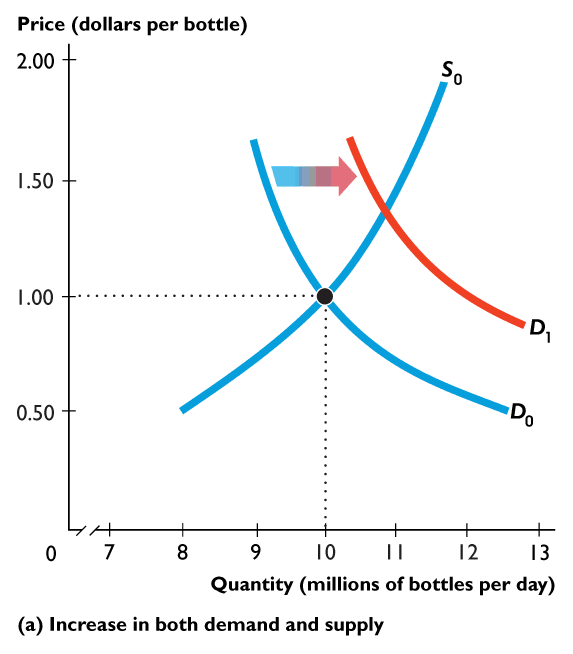 Price (dollars per bottle)
2.00
S0
1.50
1.00
D1
0.50
D0
0
7 8 9 10 11 12 13
Quantity (millions of bottles per day)
(a) Increase in both demand and supply